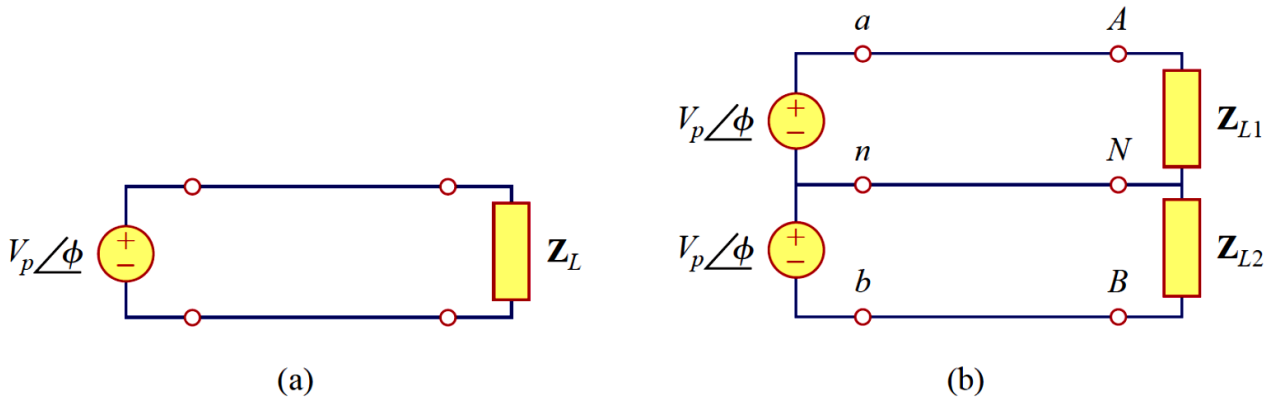 a A
V_p∠ϕ + − Z_L1
n N
V_p∠ϕ + − Z_L
V_p∠ϕ + − Z_L2
b B
(a) (b)